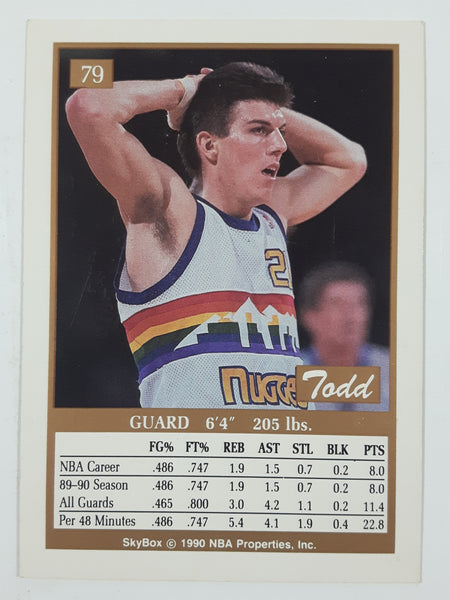 79
2
Nugge
Todd
GUARD 6'4" 205 lbs.
FG% FT% REB AST STL BLK PTS
NBA Career .486 .747 1.9 1.5 0.7 0.2 8.0
89–90 Season .486 .747 1.9 1.5 0.7 0.2 8.0
All Guards .465 .800 3.0 4.2 1.1 0.2 11.4
Per 48 Minutes .486 .747 5.4 4.1 1.9 0.4 22.8
SkyBox © 1990 NBA Properties, Inc.